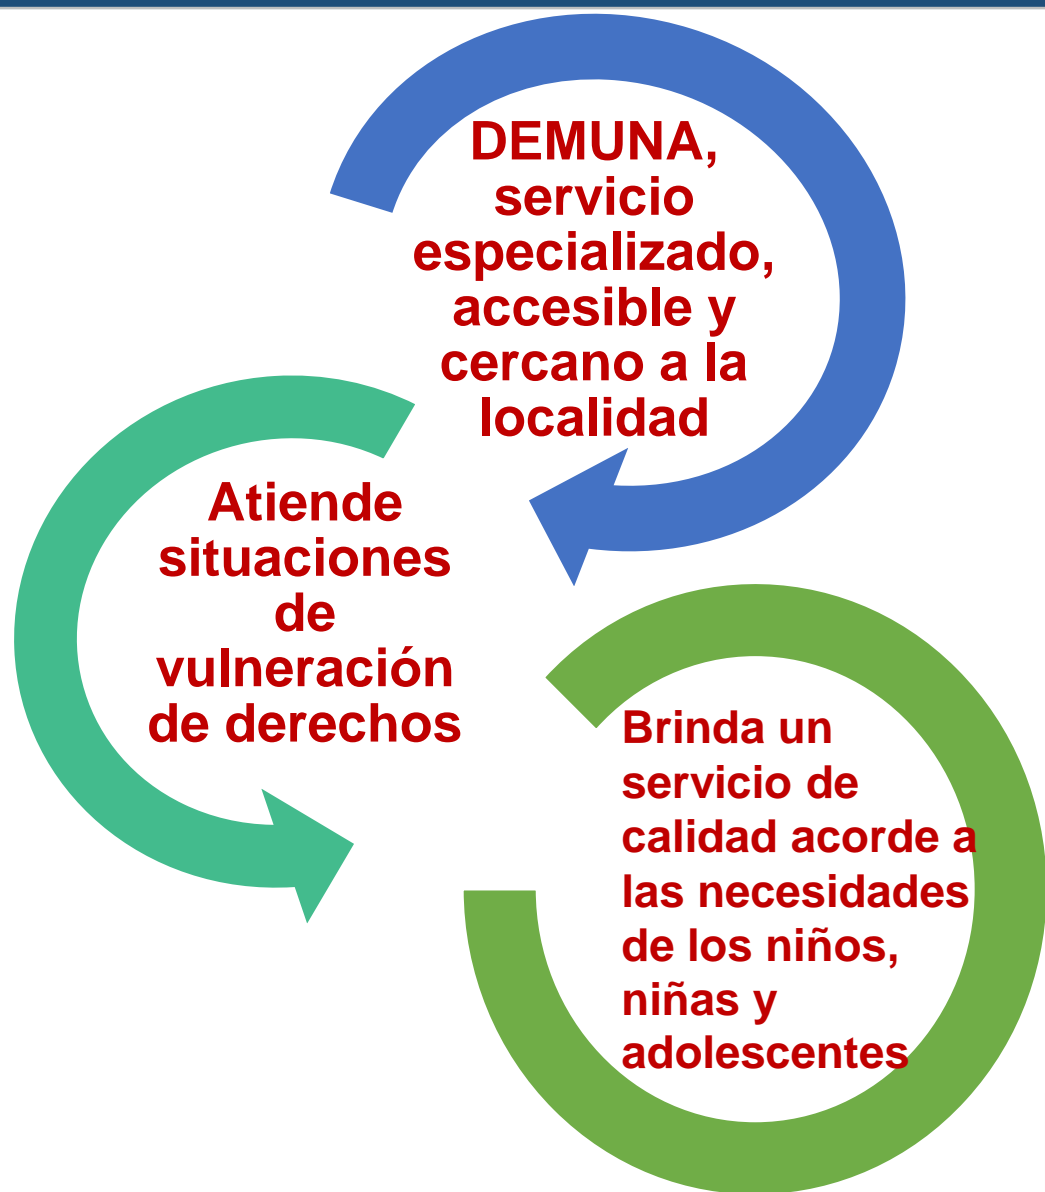 DEMUNA,
servicio
especializado,
accesible y
cercano a la
localidad
Atiende
situaciones
de
vulneración
de derechos
Brinda un
servicio de
calidad acorde a
las necesidades
de los niños,
niñas y
adolescentes